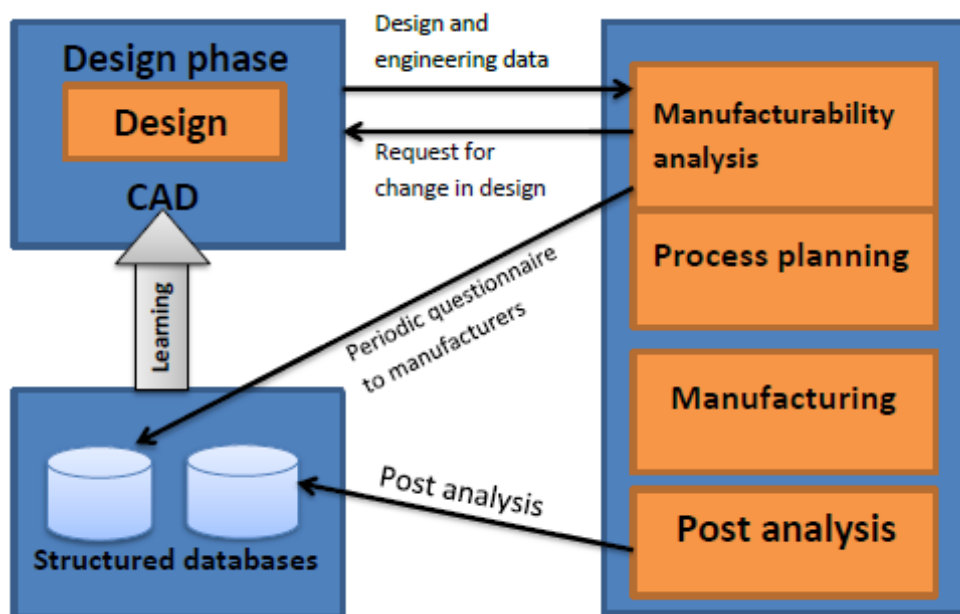 Design phase
Design
CAD
Design and
engineering data
Request for
change in design
Manufacturability
analysis
Process planning
Manufacturing
Post analysis
Periodic questionnaire
to manufacturers
Post analysis
Learning
Structured databases